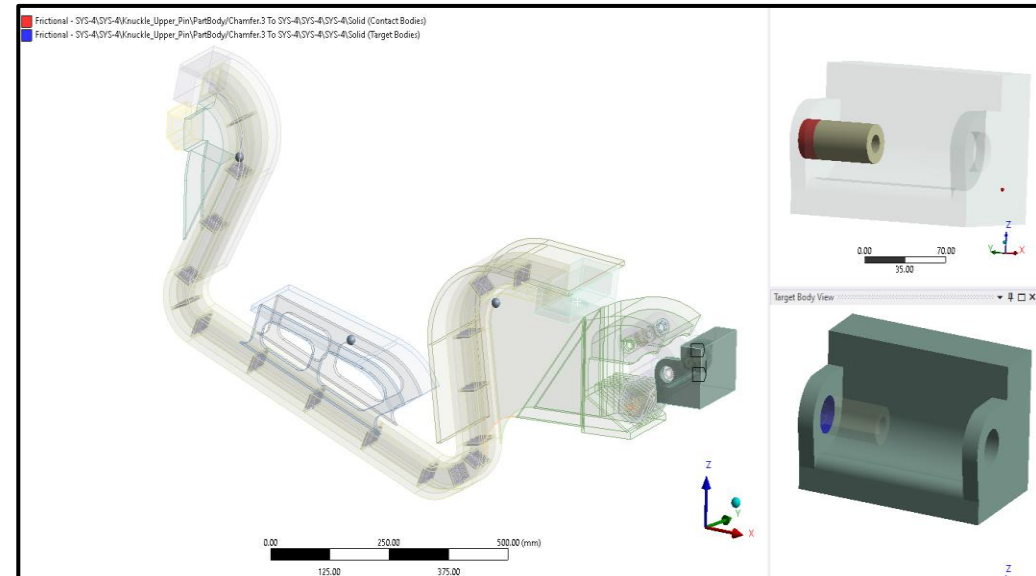 Frictional - SYS-4\SYS-4\Knuckle_Upper_Pin\PartBody/Chamfer.3 To SYS-4\SYS-4\SYS-4\Solid (Contact Bodies)
Frictional - SYS-4\SYS-4\Knuckle_Upper_Pin\PartBody/Chamfer.3 To SYS-4\SYS-4\SYS-4\Solid (Target Bodies)
Z
Y
X
0.00 70.00
35.00
Target Body View
Z
Y
X
0.00 250.00 500.00 (mm)
125.00 375.00
Z